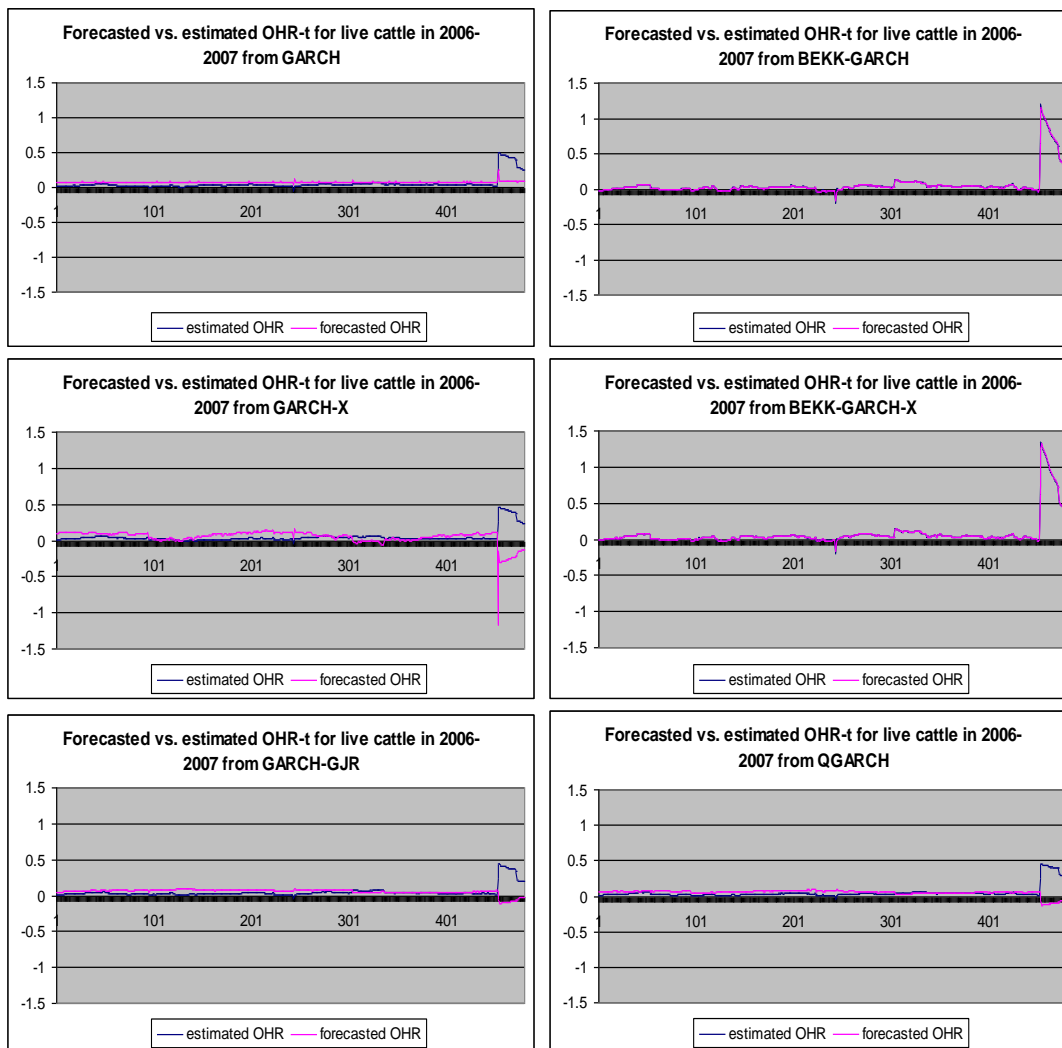 Forecasted vs. estimated OHR-t for live cattle in 2006-
2007 from GARCH
1.5
1
0.5
0
-0.5
-1
-1.5
1 101 201 301 401
estimated OHR forecasted OHR
Forecasted vs. estimated OHR-t for live cattle in 2006-
2007 from BEKK-GARCH
1.5
1
0.5
0
-0.5
-1
-1.5
1 101 201 301 401
estimated OHR forecasted OHR
Forecasted vs. estimated OHR-t for live cattle in 2006-
2007 from GARCH-X
1.5
1
0.5
0
-0.5
-1
-1.5
1 101 201 301 401
estimated OHR forecasted OHR
Forecasted vs. estimated OHR-t for live cattle in 2006-
2007 from BEKK-GARCH-X
1.5
1
0.5
0
-0.5
-1
-1.5
1 101 201 301 401
estimated OHR forecasted OHR
Forecasted vs. estimated OHR-t for live cattle in 2006-
2007 from GARCH-GJR
1.5
1
0.5
0
-0.5
-1
-1.5
1 101 201 301 401
estimated OHR forecasted OHR
Forecasted vs. estimated OHR-t for live cattle in 2006-
2007 from QGARCH
1.5
1
0.5
0
-0.5
-1
-1.5
1 101 201 301 401
estimated OHR forecasted OHR